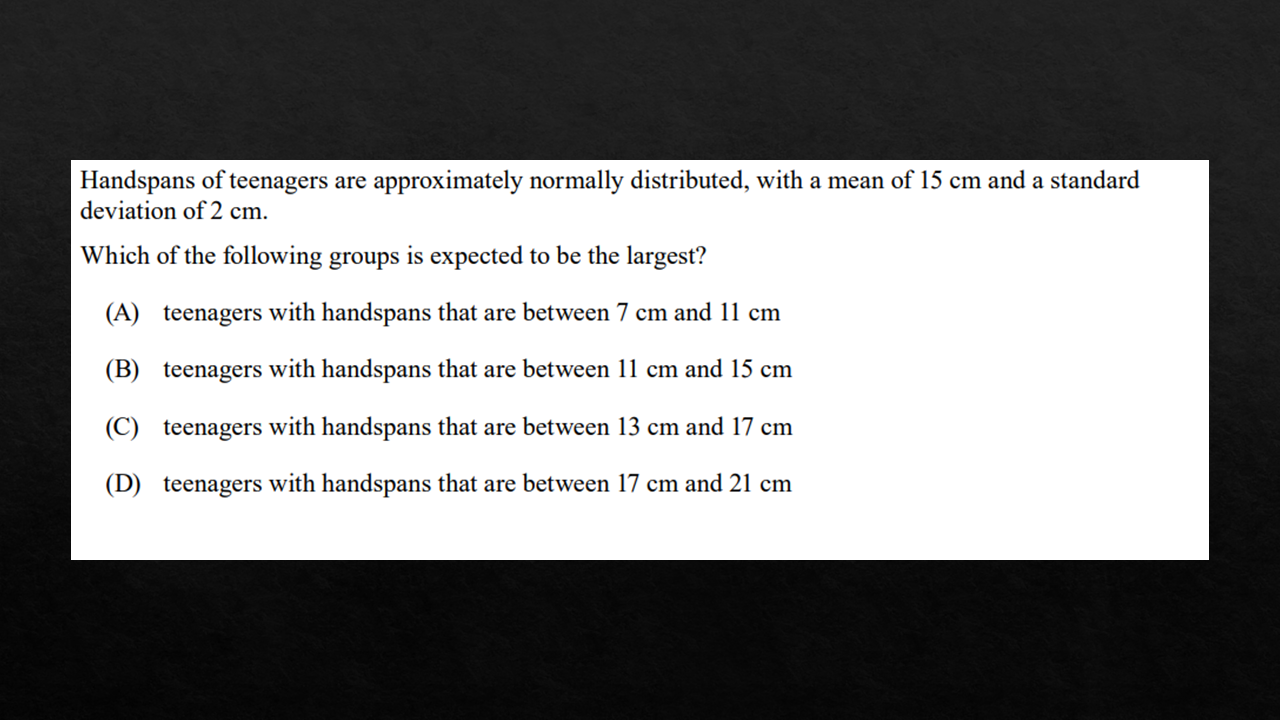 Handspans of teenagers are approximately normally distributed, with a mean of 15 cm and a standard
deviation of 2 cm.
Which of the following groups is expected to be the largest?
(A) teenagers with handspans that are between 7 cm and 11 cm
(B) teenagers with handspans that are between 11 cm and 15 cm
(C) teenagers with handspans that are between 13 cm and 17 cm
(D) teenagers with handspans that are between 17 cm and 21 cm